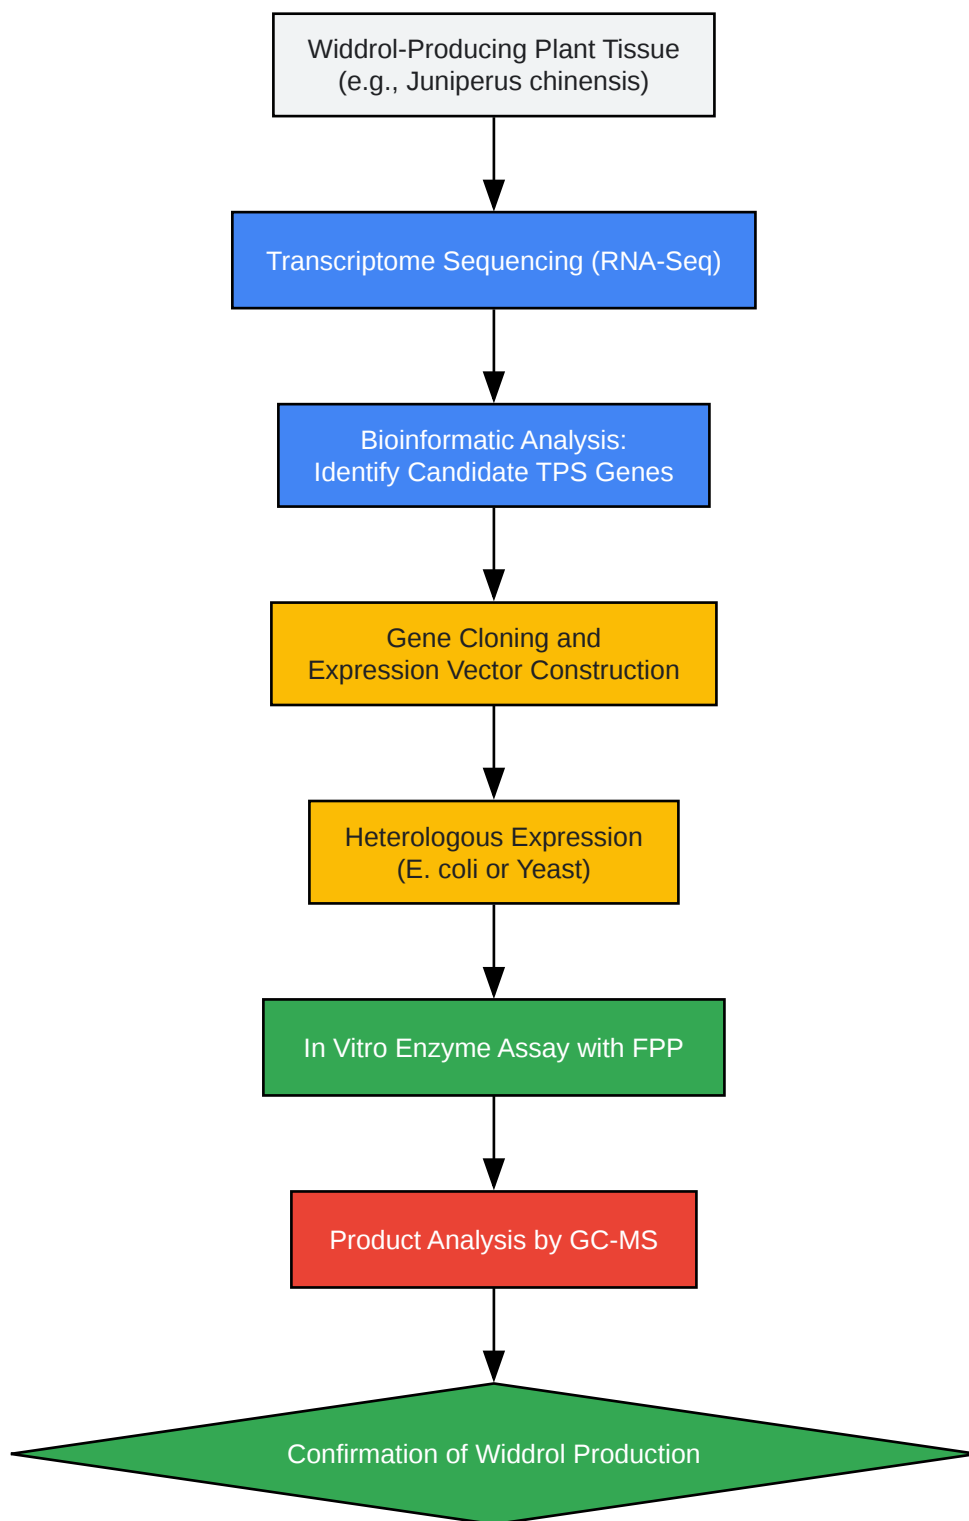 Widdrol-Producing Plant Tissue
(e.g., Juniperus chinensis)
Transcriptome Sequencing (RNA-Seq)
Bioinformatic Analysis:
Identify Candidate TPS Genes
Gene Cloning and
Expression Vector Construction
Heterologous Expression
(E. coli or Yeast)
In Vitro Enzyme Assay with FPP
Product Analysis by GC-MS
Confirmation of Widdrol Production